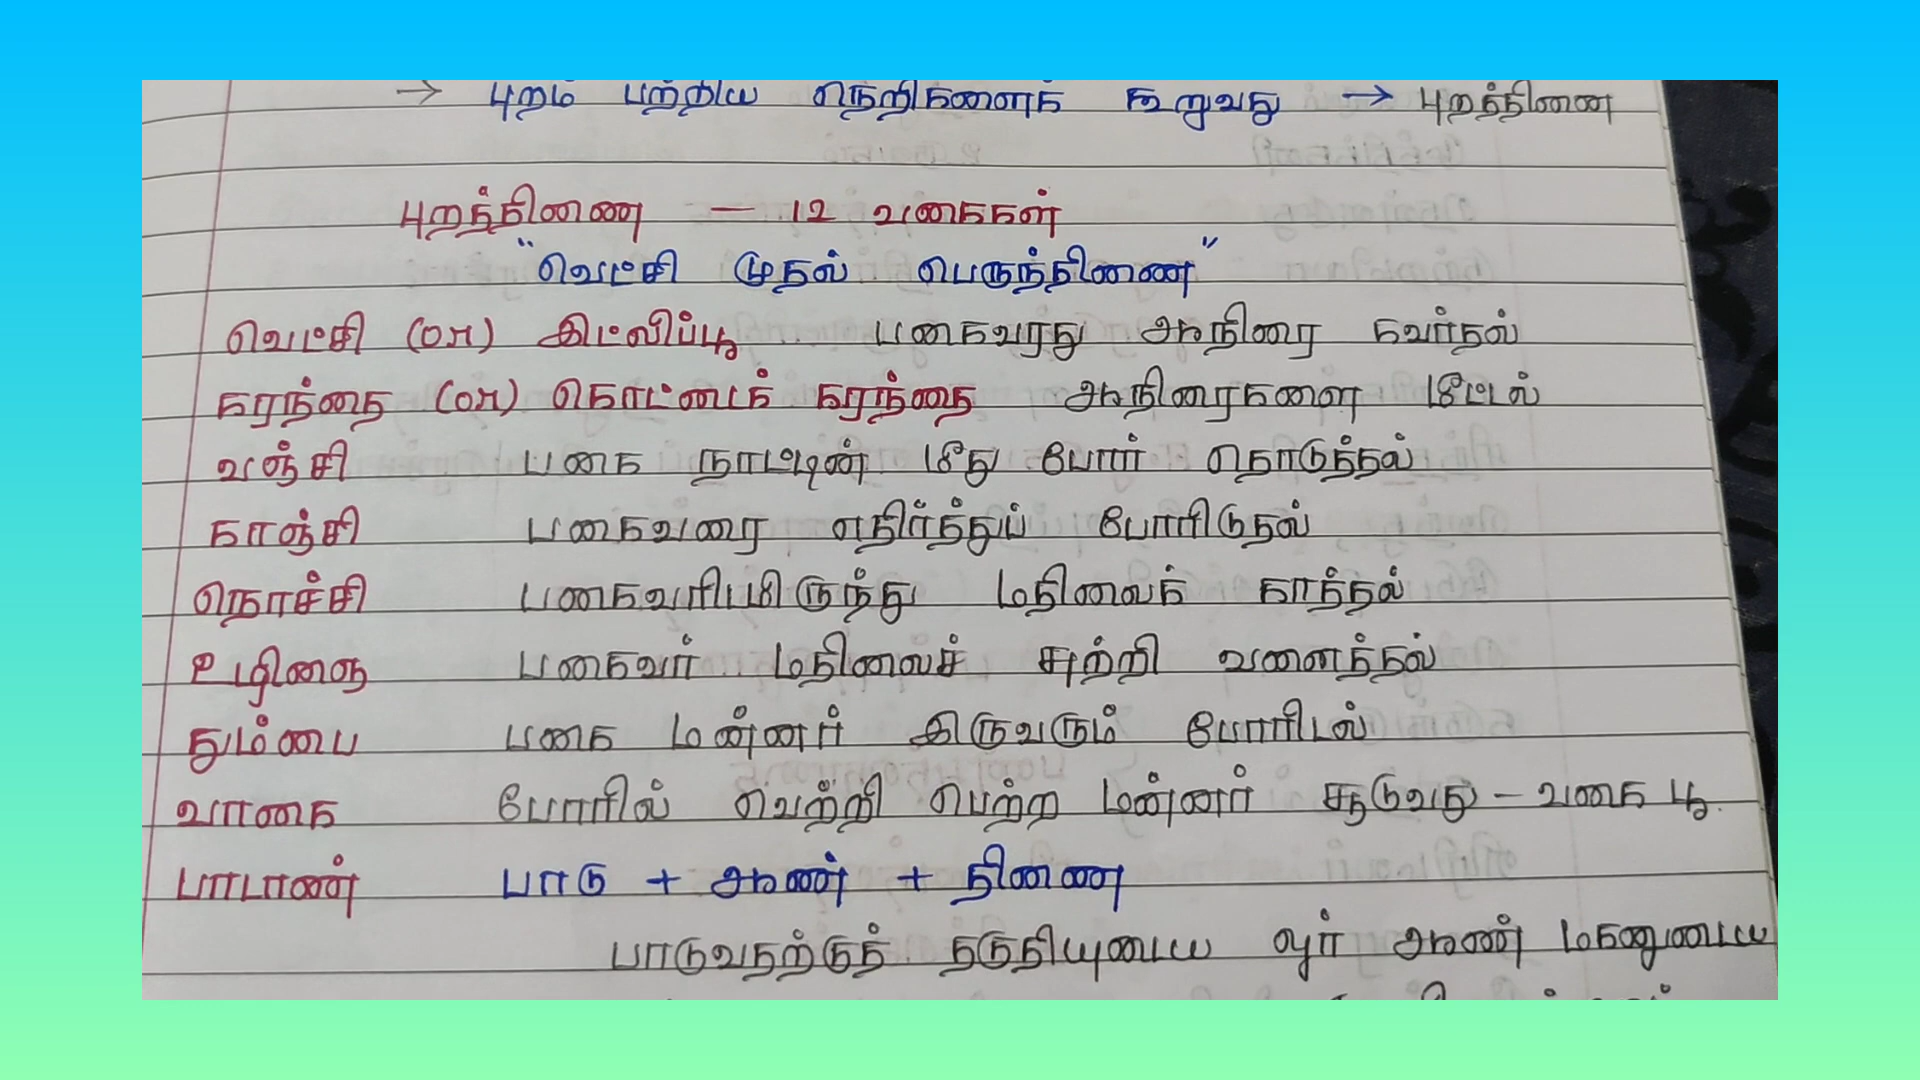 → புறம் பற்றிய நெறிகளைக் கூறுவது → புறத்திணை
புறத்திணை — 12 வகைகள்
"வெட்சி முதல் பெருந்திணை"
வெட்சி (or) இட்லிப்பூ பகைவரது ஆநிரை கவர்தல்
கரந்தை (or) கொட்டைக் கரந்தை ஆநிரைகளை மீட்டல்
வஞ்சி பகை நாட்டின் மீது போர் தொடுத்தல்
காஞ்சி பகைவரை எதிர்த்துப் போரிடுதல்
நொச்சி பகைவரிடமிருந்து மதிலைக் காத்தல்
உழிஞை பகைவர் மதிலைச் சுற்றி வளைத்தல்
தும்பை பகை மன்னர் இருவரும் போரிடல்
வாகை போரில் வெற்றி பெற்ற மன்னர் சூடுவது - வகை பூ.
பாடாண் பாடு + ஆண் + திணை
பாடுவதற்குத் தகுதியுடைய ஓர் ஆண் மகனுடைய